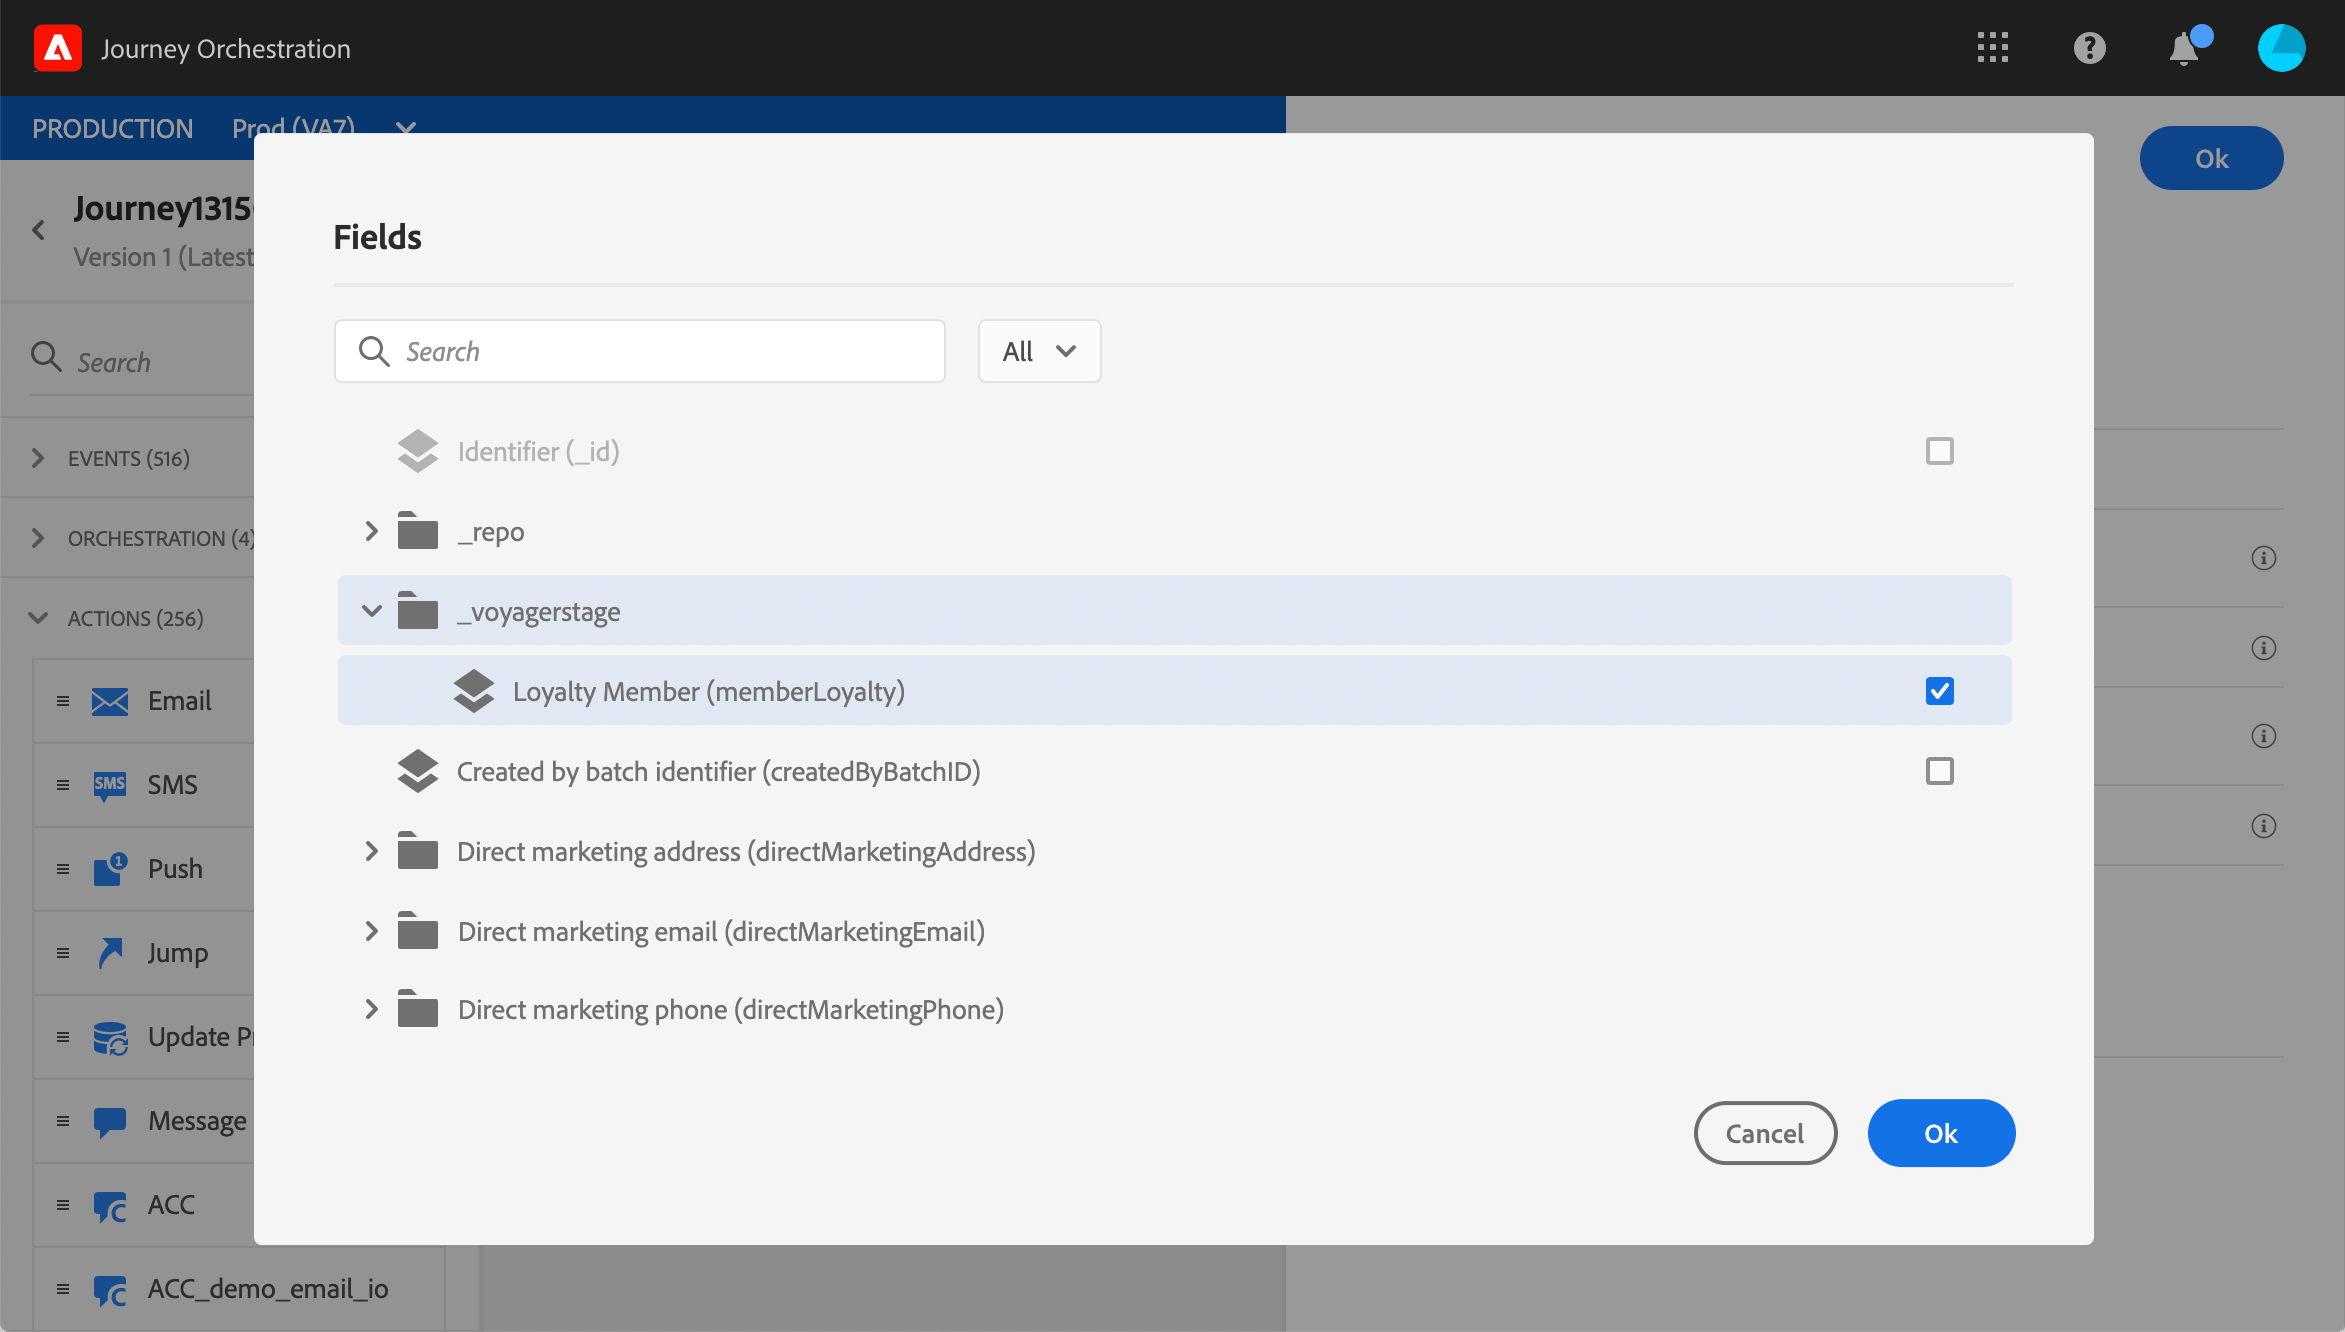 Journey Orchestration
PRODUCTION Prod (VA7)
Ok
Journey1315
Version 1 (Latest
Search
EVENTS (516)
ORCHESTRATION (4)
ACTIONS (256)
Email
SMS
SMS
1
Push
Jump
Update Pr
Message
ACC
ACC_demo_email_io
Fields
Search
All
Identifier (_id)
_repo
_voyagerstage
Loyalty Member (memberLoyalty)
Created by batch identifier (createdByBatchID)
Direct marketing address (directMarketingAddress)
Direct marketing email (directMarketingEmail)
Direct marketing phone (directMarketingPhone)
Cancel
Ok